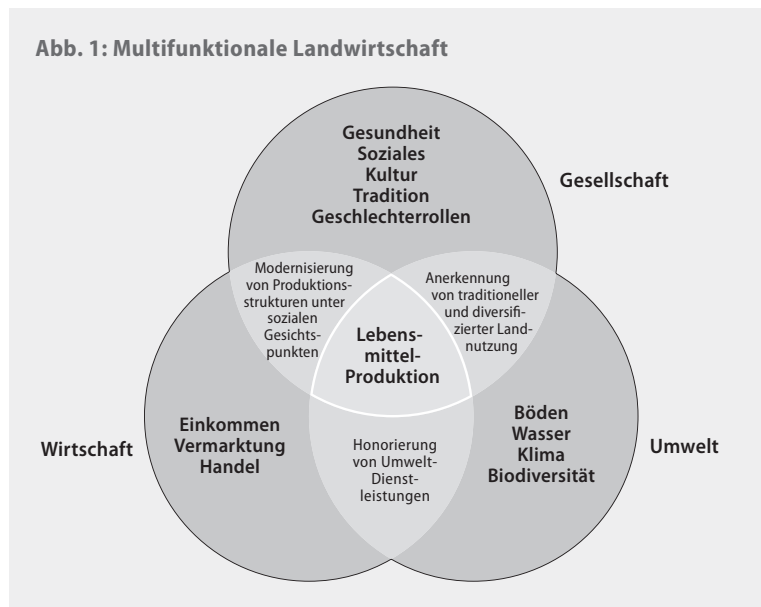 Abb. 1: Multifunktionale Landwirtschaft
Gesundheit
Soziales
Kultur
Tradition
Geschlechterrollen
Gesellschaft
Modernisierung
von Produktions-
strukturen unter
sozialen
Gesichts-
punkten
Anerkennung
von traditioneller
und diversifi-
zierter Land-
nutzung
Lebens-
mittel-
Produktion
Wirtschaft
Einkommen
Vermarktung
Handel
Honorierung
von Umwelt-
Dienst-
leistungen
Böden
Wasser
Klima
Biodiversität
Umwelt